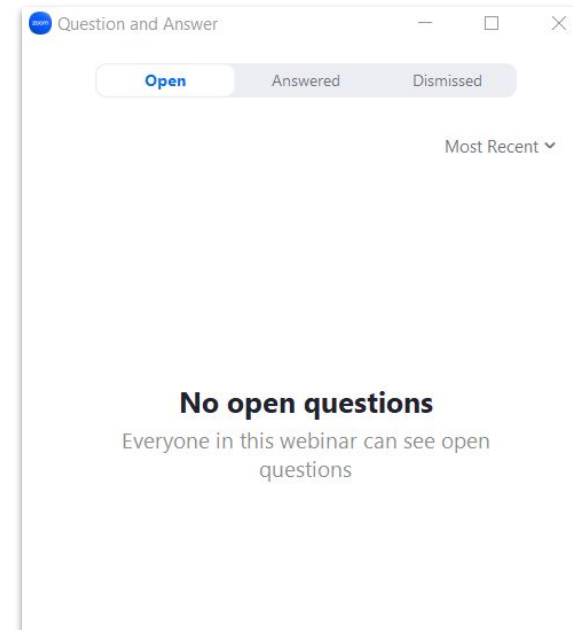 zoom Question and Answer
Open Answered Dismissed
Most Recent
No open questions
Everyone in this webinar can see open
questions